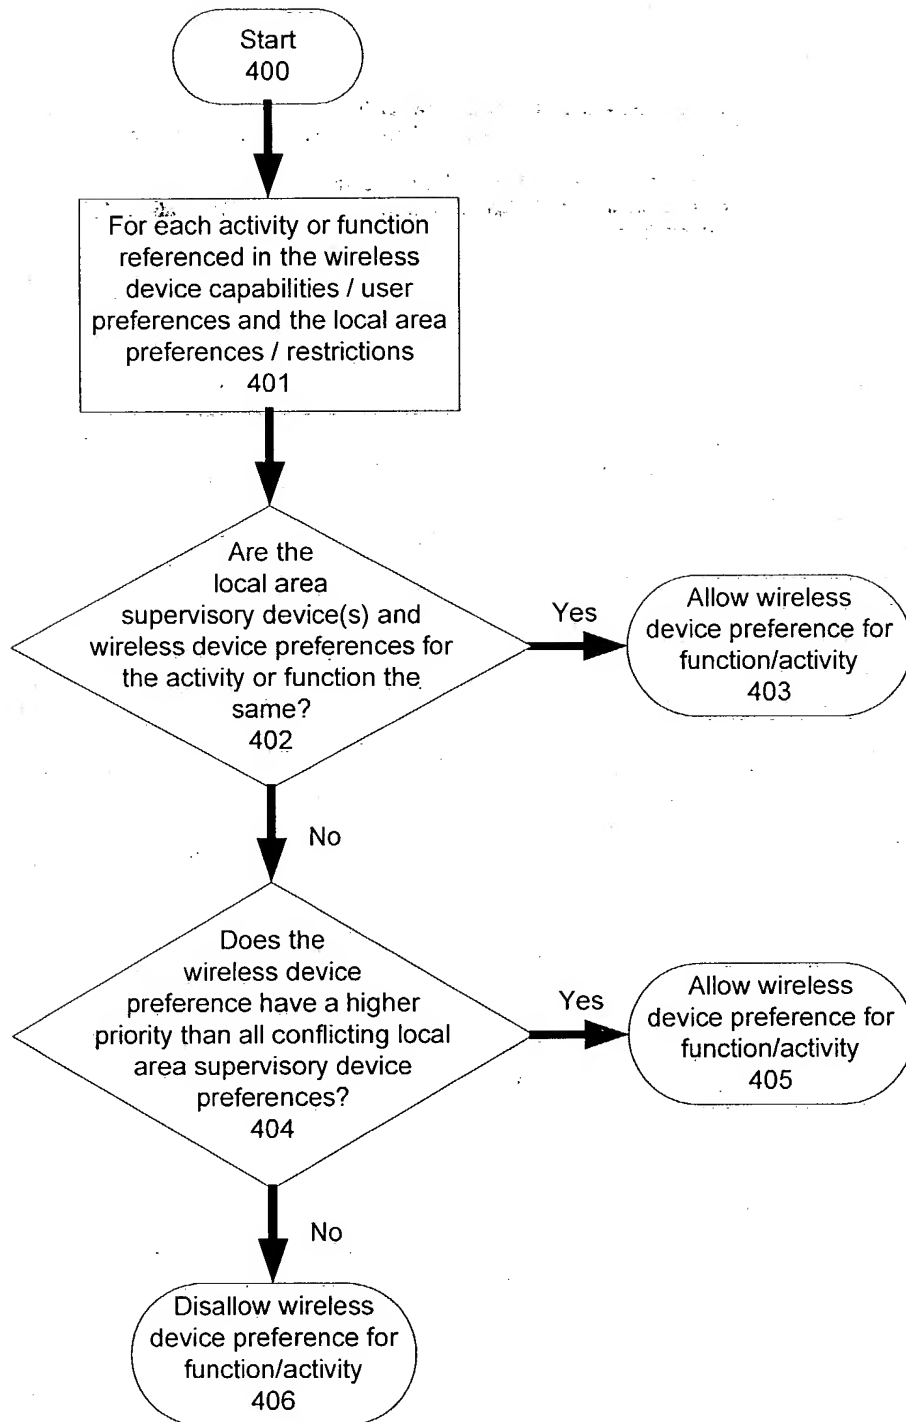 Start
400
For each activity or function
referenced in the wireless
device capabilities / user
preferences and the local area
preferences / restrictions
401
Are the
local area
supervisory device(s) and
wireless device preferences for
the activity or function the
same?
402
Yes
Allow wireless
device preference for
function/activity
403
No
Does the
wireless device
preference have a higher
priority than all conflicting local
area supervisory device
preferences?
404
Yes
Allow wireless
device preference for
function/activity
405
No
Disallow wireless
device preference for
function/activity
406